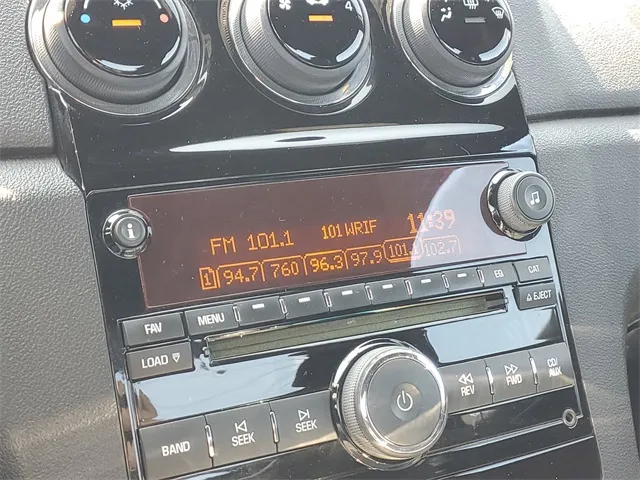 4
FM 101.1 101 WRIF 11:39
1 94.7 760 96.3 97.9 101.1 102.7
i
FAV MENU EQ CAT
LOAD EJECT
BAND SEEK SEEK REV FWD CD/
AUX